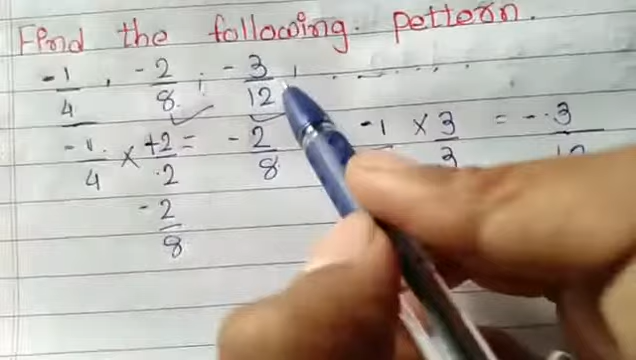 Find the following. pettern.
-1/4, -2/8, -3/12, .......
-1/4 × +2/2 = -2/8   -1 × 3/3 = -3/12
-2/8